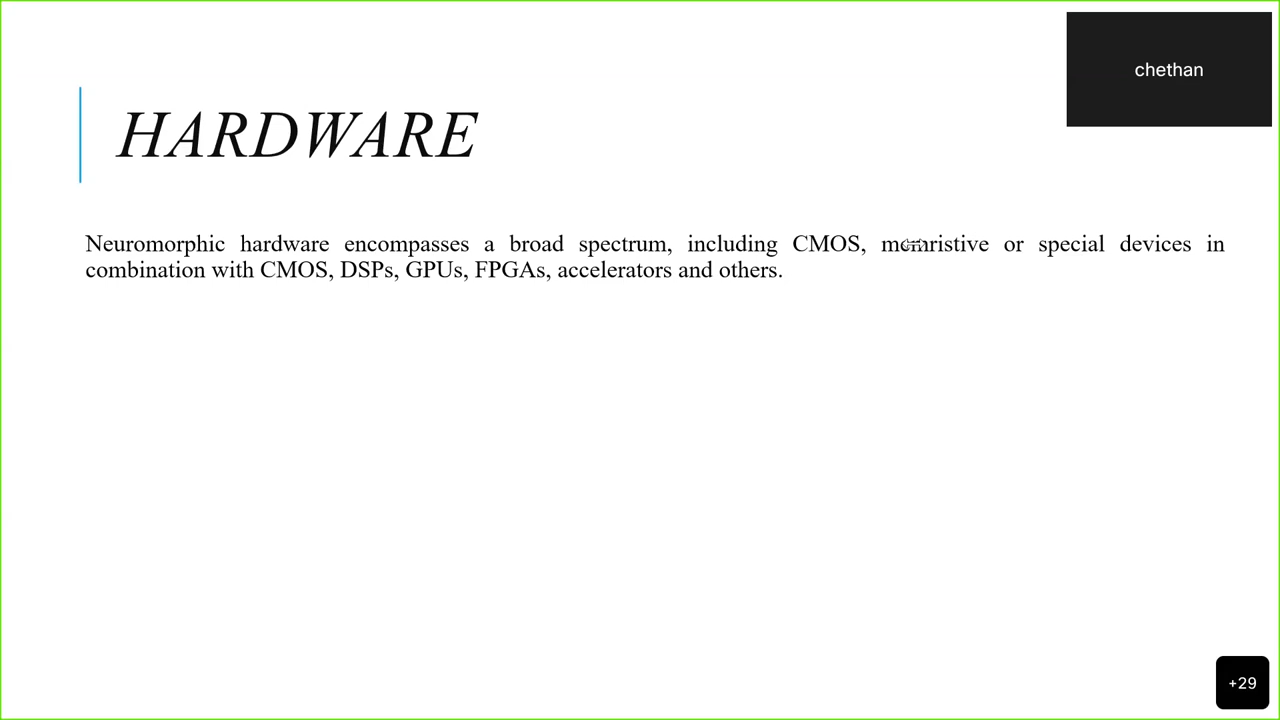 chethan
HARDWARE
Neuromorphic hardware encompasses a broad spectrum, including CMOS, memristive or special devices in
combination with CMOS, DSPs, GPUs, FPGAs, accelerators and others.
+29